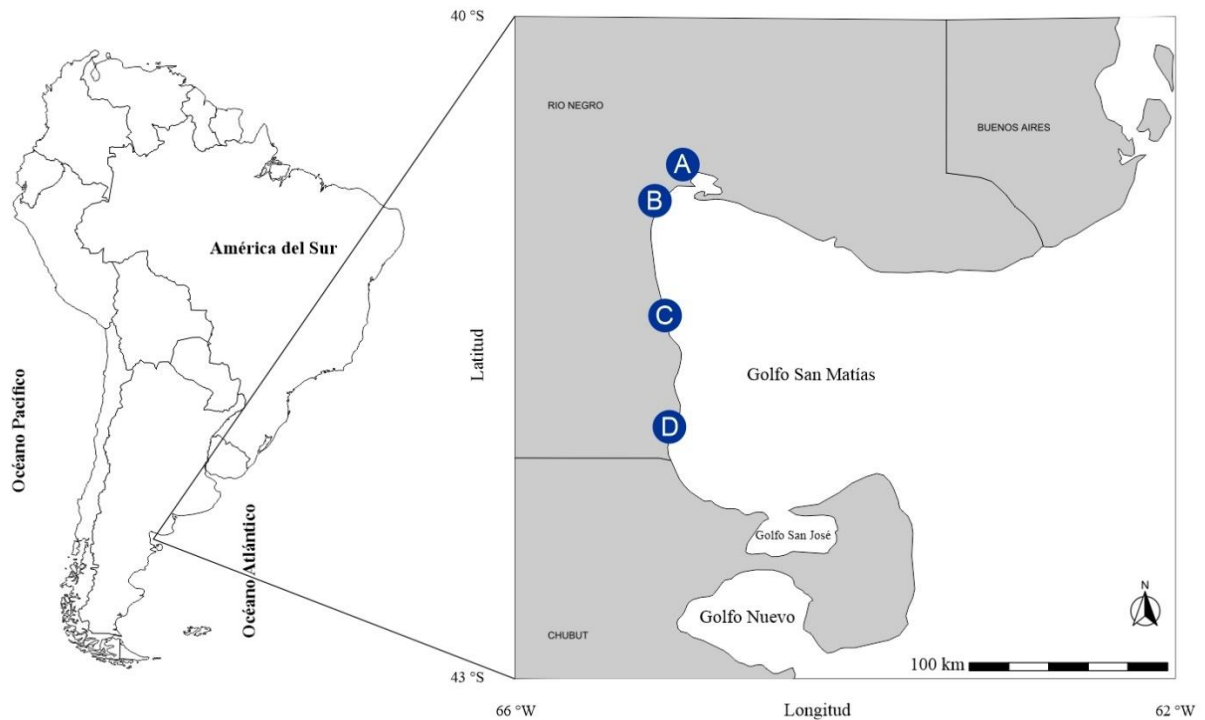 40 °S
RIO NEGRO
BUENOS AIRES
A
B
América del Sur
C
Latitud
Golfo San Matías
Océano Pacífico
D
Océano Atlántico
Golfo San José
N
Golfo Nuevo
CHUBUT
100 km
43 °S
66 °W
Longitud
62 °W